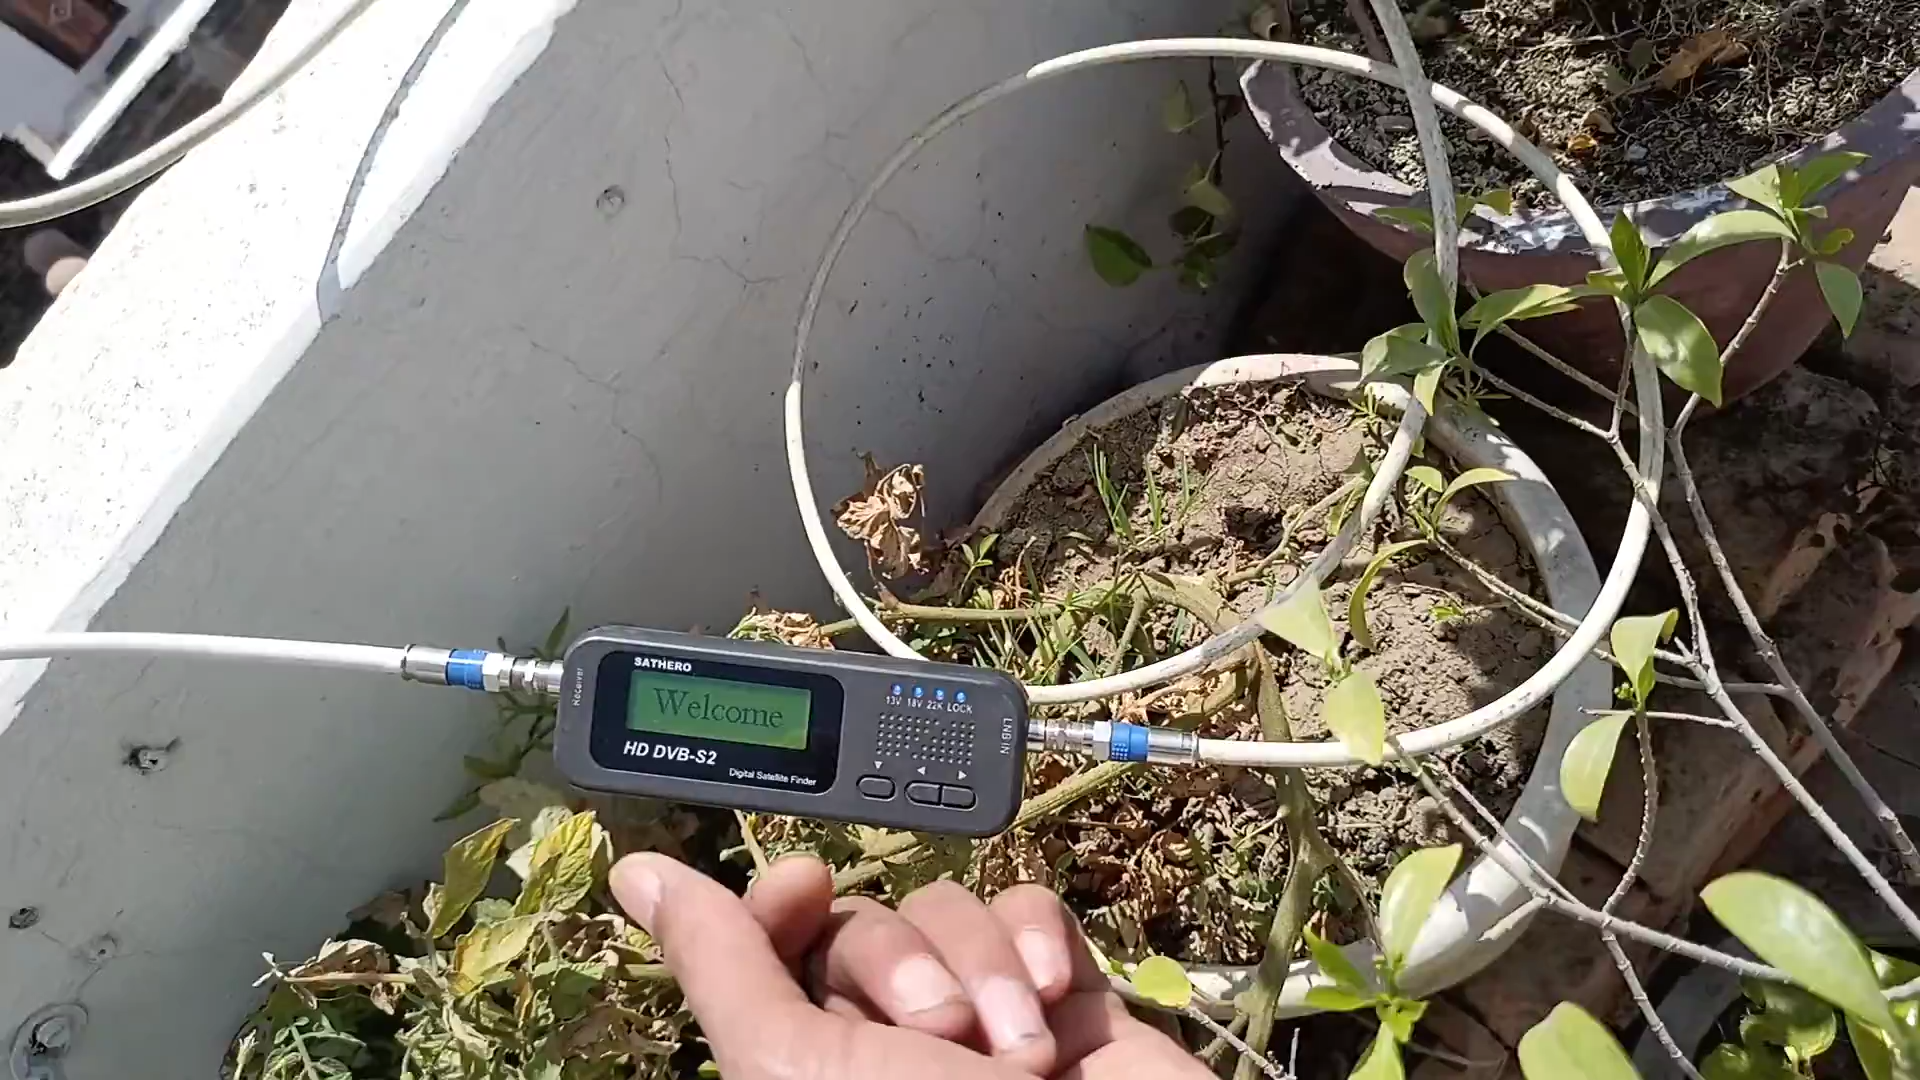 SATHERO
Welcome
HD DVB-S2
Digital Satellite Finder
Receiver
13V 18V 22K LOCK
LNB IN